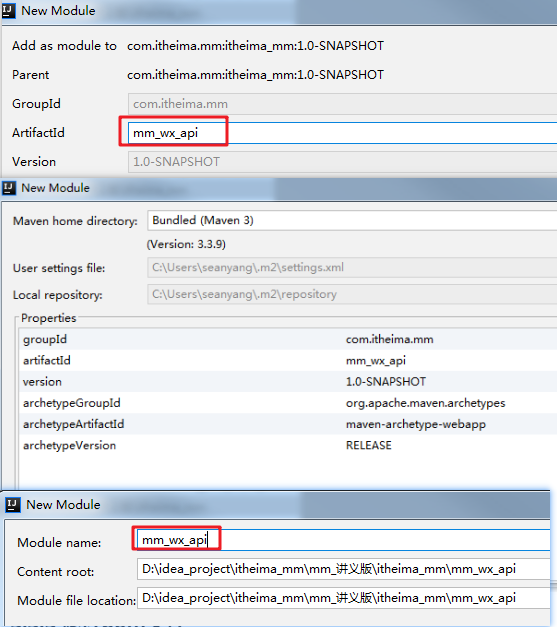 New Module
Add as module to com.itheima.mm:itheima_mm:1.0-SNAPSHOT
Parent com.itheima.mm:itheima_mm:1.0-SNAPSHOT
GroupId com.itheima.mm
ArtifactId mm_wx_api
Version 1.0-SNAPSHOT
New Module
Maven home directory: Bundled (Maven 3)
(Version: 3.3.9)
User settings file: C:\Users\seanyang\.m2\settings.xml
Local repository: C:\Users\seanyang\.m2\repository
Properties
groupId com.itheima.mm
artifactId mm_wx_api
version 1.0-SNAPSHOT
archetypeGroupId org.apache.maven.archetypes
archetypeArtifactId maven-archetype-webapp
archetypeVersion RELEASE
New Module
Module name: mm_wx_api
Content root: D:\idea_project\itheima_mm\mm_讲义版\itheima_mm\mm_wx_api
Module file location: D:\idea_project\itheima_mm\mm_讲义版\itheima_mm\mm_wx_api